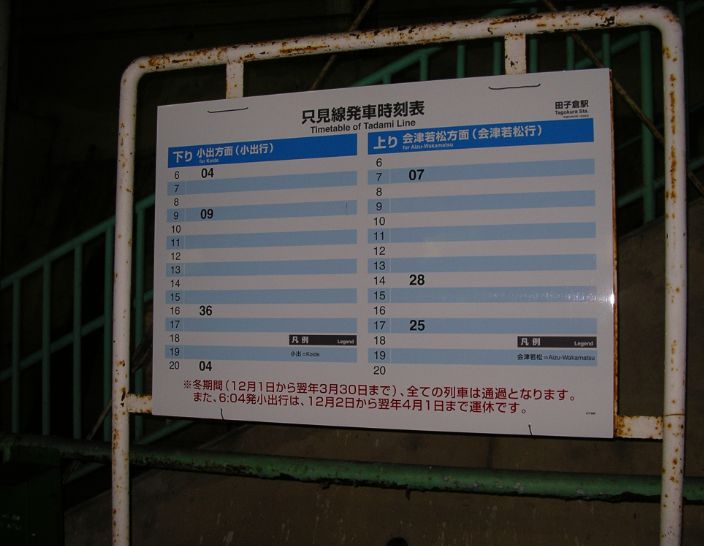 只見線発車時刻表
Timetable of Tadami Line
田子倉駅
Tagokura Sta.
下り 小出方面(小出行)
for Koide
6 04
7
8
9 09
10
11
12
13
14
15
16 36
17
18
19
20 04
凡例 Legend
小出=Koide
上り 会津若松方面(会津若松行)
for Aizu-Wakamatsu
6
7 07
8
9
10
11
12
13
14 28
15
16
17 25
18
19
20
凡例 Legend
会津若松=Aizu-Wakamatsu
※冬期間(12月1日から翌年3月30日まで)、全ての列車は通過となります。
また、6:04発小出行は、12月2日から翌年4月1日まで運休です。